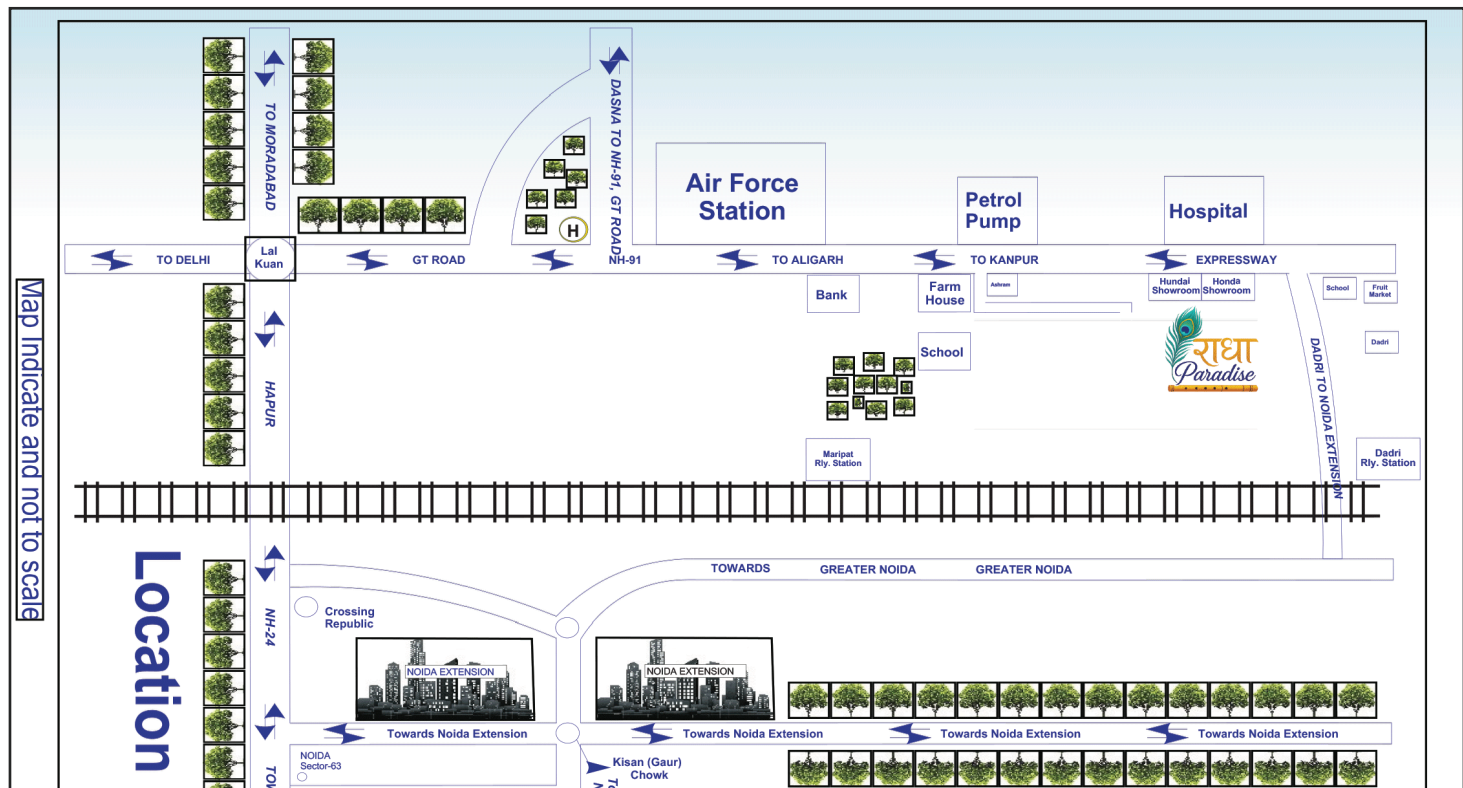 TO MORADABAD
DASNA TO NH-91, GT ROAD
Air Force
Station
Petrol
Pump
Hospital
H
TO DELHI
Lal
Kuan
GT ROAD
NH-91
TO ALIGARH
TO KANPUR
EXPRESSWAY
Bank
Farm
House
Ashram
Hundai
Showroom
Honda
Showroom
School
Fruit
Market
Map Indicate and not to scale
HAPUR
School
राधा
Paradise
Dadri
DADRI TO NOIDA EXTENSION
Maripat
Rly. Station
Dadri
Rly. Station
Location
NH-24
TOWARDS
GREATER NOIDA
GREATER NOIDA
Crossing
Republic
NOIDA EXTENSION
NOIDA EXTENSION
Towards Noida Extension
Towards Noida Extension
Towards Noida Extension
Towards Noida Extension
NOIDA
Sector-63
Kisan (Gaur)
Chowk